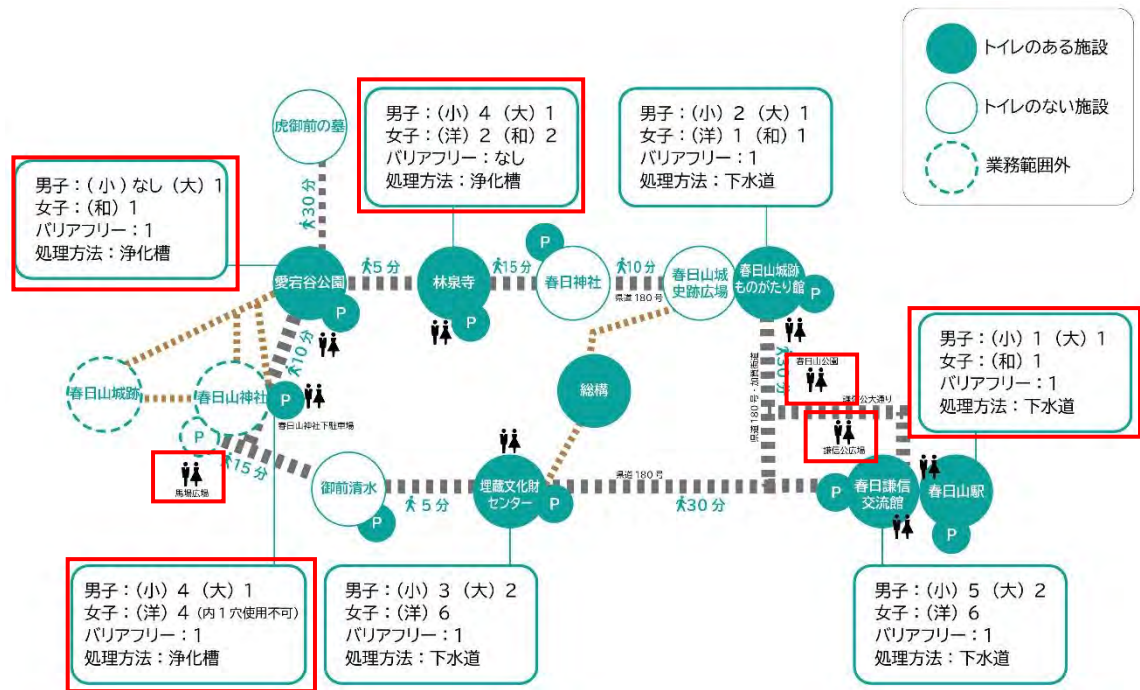 トイレのある施設
トイレのない施設
業務範囲外
男子：(小) 4 (大) 1
女子：(洋) 2 (和) 2
バリアフリー：なし
処理方法：浄化槽
男子：(小) 2 (大) 1
女子：(洋) 1 (和) 1
バリアフリー：1
処理方法：下水道
虎御前の墓
男子：(小) なし (大) 1
女子：(和) 1
バリアフリー：1
処理方法：浄化槽
30分
愛宕谷公園
P
5分
林泉寺
P
15分
P
春日神社
10分
県道180号
春日山城
史跡広場
春日山城跡
ものがたり館
P
10分
春日山城跡
春日山神社
P
春日山神社下駐車場
P
馬場広場
15分
総構
30分
春日山公園
謙信公大通り
謙信公広場
男子：(小) 1 (大) 1
女子：(和) 1
バリアフリー：1
処理方法：下水道
御前清水
P
5分
埋蔵文化財
センター
P
県道180号
30分
P
春日謙信
交流館
春日山駅
P
男子：(小) 4 (大) 1
女子：(洋) 4 (内1穴使用不可)
バリアフリー：1
処理方法：浄化槽
男子：(小) 3 (大) 2
女子：(洋) 6
バリアフリー：1
処理方法：下水道
男子：(小) 5 (大) 2
女子：(洋) 6
バリアフリー：1
処理方法：下水道